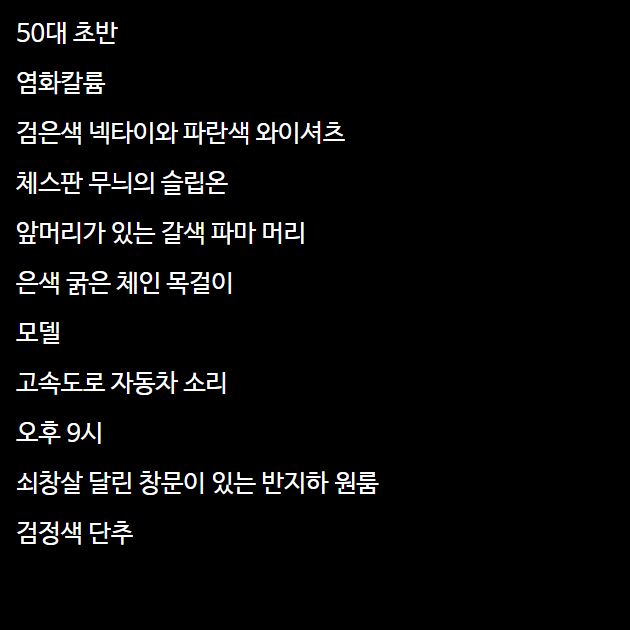 50대 초반
염화칼륨
검은색 넥타이와 파란색 와이셔츠
체스판 무늬의 슬립온
앞머리가 있는 갈색 파마 머리
은색 굵은 체인 목걸이
모델
고속도로 자동차 소리
오후 9시
쇠창살 달린 창문이 있는 반지하 원룸
검정색 단추